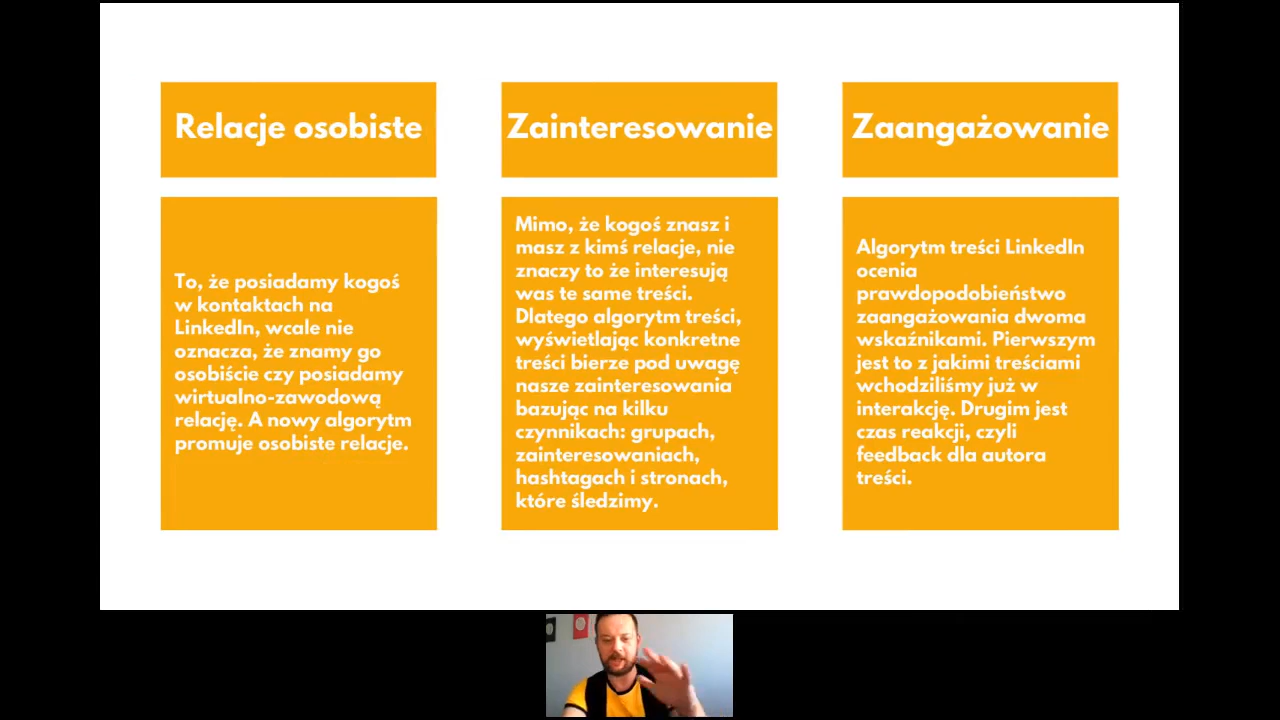 Relacje osobiste
To, że posiadamy kogoś
w kontaktach na
LinkedIn, wcale nie
oznacza, że znamy go
osobiście czy posiadamy
wirtualno-zawodową
relację. A nowy algorytm
promuje osobiste relacje.
Zainteresowanie
Mimo, że kogoś znasz i
masz z kimś relacje, nie
znaczy to że interesują
was te same treści.
Dlatego algorytm treści,
wyświetlając konkretne
treści bierze pod uwagę
nasze zainteresowania
bazując na kilku
czynnikach: grupach,
zainteresowaniach,
hashtagach i stronach,
które śledzimy.
Zaangażowanie
Algorytm treści LinkedIn
ocenia
prawdopodobieństwo
zaangażowania dwoma
wskaźnikami. Pierwszym
jest to z jakimi treściami
wchodziliśmy już w
interakcję. Drugim jest
czas reakcji, czyli
feedback dla autora
treści.